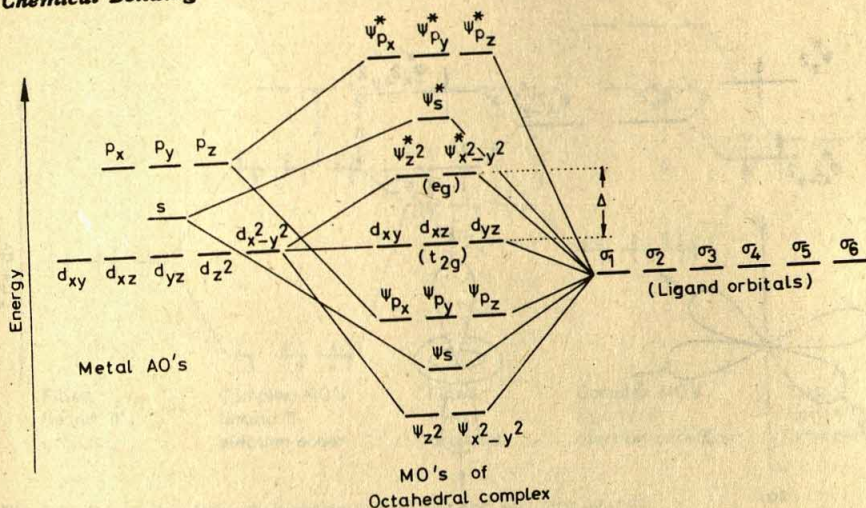 Chemical Bonding
ψ*px ψ*py ψ*pz
ψ*s
px py pz
ψ*z² ψ*x²-y²
(eg)
s
Δ
dx²-y²
dxy dxz dyz
(t2g)
σ1 σ2 σ3 σ4 σ5 σ6
(Ligand orbitals)
dxy dxz dyz dz²
Energy
ψpx ψpy ψpz
Metal AO's
ψs
ψz² ψx²-y²
MO's of
Octahedral complex